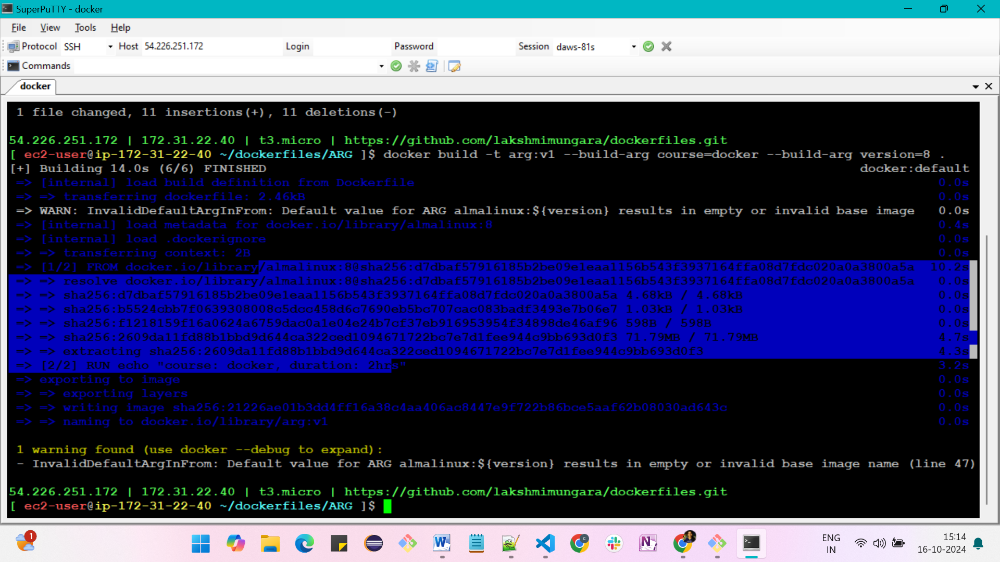 SuperPuTTY - docker
File View Tools Help
Protocol SSH Host 54.226.251.172 Login Password Session daws-81s
Commands
docker
1 file changed, 11 insertions(+), 11 deletions(-)
54.226.251.172 | 172.31.22.40 | t3.micro | https://github.com/lakshmimungara/dockerfiles.git
[ ec2-user@ip-172-31-22-40 ~/dockerfiles/ARG ]$ docker build -t arg:v1 --build-arg course=docker --build-arg version=8 .
[+] Building 14.0s (6/6) FINISHED docker:default
=> [internal] load build definition from Dockerfile 0.0s
=> => transferring dockerfile: 2.46kB 0.0s
=> WARN: InvalidDefaultArgInFrom: Default value for ARG almalinux:${version} results in empty or invalid base image 0.0s
=> [internal] load metadata for docker.io/library/almalinux:8 0.4s
=> [internal] load .dockerignore 0.0s
=> => transferring context: 2B 0.0s
=> [1/2] FROM docker.io/library/almalinux:8@sha256:d7dbaf57916185b2be09e1eaa1156b543f3937164ffa08d7fdc020a0a3800a5a 10.2s
=> => resolve docker.io/library/almalinux:8@sha256:d7dbaf57916185b2be09e1eaa1156b543f3937164ffa08d7fdc020a0a3800a5a 0.0s
=> => sha256:d7dbaf57916185b2be09e1eaa1156b543f3937164ffa08d7fdc020a0a3800a5a 4.68kB / 4.68kB 0.0s
=> => sha256:b5524cbb7f0639308008c5dcc458d6c7690eb5bc707cac083badf3493e7b06e7 1.03kB / 1.03kB 0.0s
=> => sha256:f1218159f16a0624a6759dac0a1e04e24b7cf37eb916953954f34898de46af96 598B / 598B 0.0s
=> => sha256:2609da11fd88b1bbd9d644ca322ced1094671722bc7e7d1fee944c9bb693d0f3 71.79MB / 71.79MB 4.7s
=> => extracting sha256:2609da11fd88b1bbd9d644ca322ced1094671722bc7e7d1fee944c9bb693d0f3 4.3s
=> [2/2] RUN echo "course: docker, duration: 2hrs" 3.2s
=> exporting to image 0.0s
=> => exporting layers 0.0s
=> => writing image sha256:21226ae01b3dd4ff16a38c4aa406ac8447e9f722b86bce5aaf62b08030ad643c 0.0s
=> => naming to docker.io/library/arg:v1 0.0s
1 warning found (use docker --debug to expand):
- InvalidDefaultArgInFrom: Default value for ARG almalinux:${version} results in empty or invalid base image name (line 47)
54.226.251.172 | 172.31.22.40 | t3.micro | https://github.com/lakshmimungara/dockerfiles.git
[ ec2-user@ip-172-31-22-40 ~/dockerfiles/ARG ]$
1
ENG 15:14
IN 16-10-2024